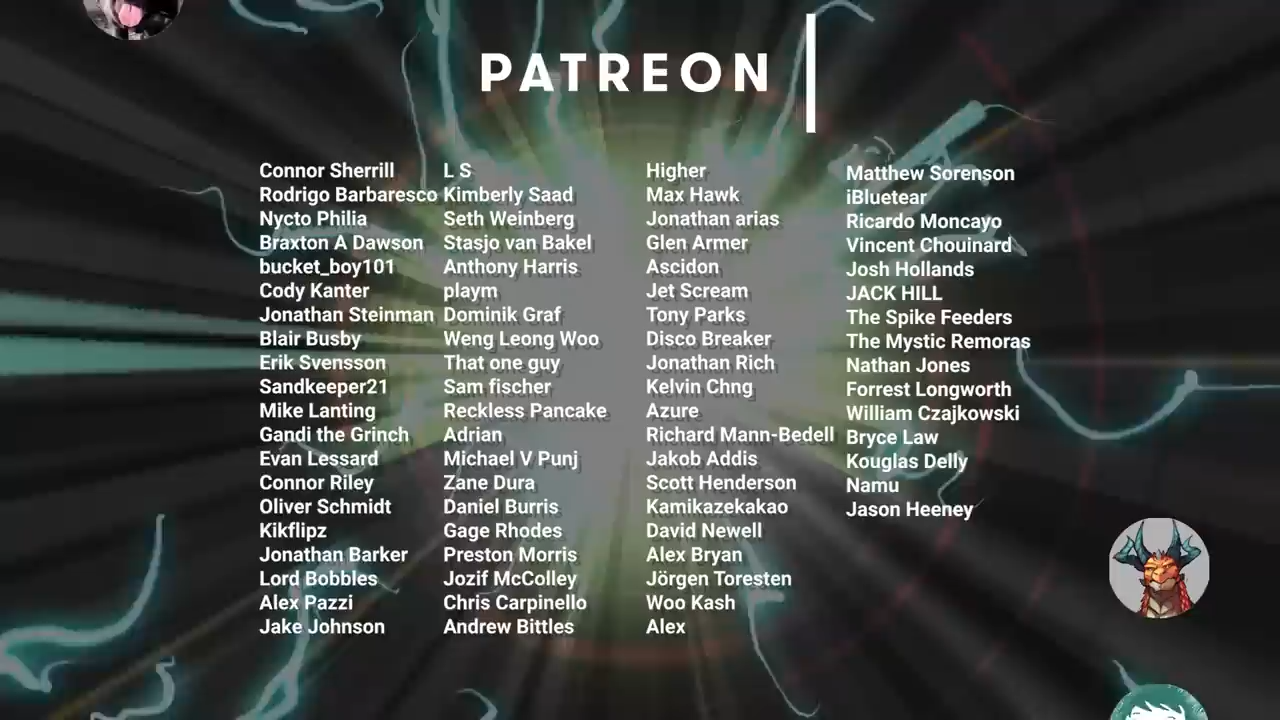 PATREON
Connor Sherrill
Rodrigo Barbaresco
Nycto Philia
Braxton A Dawson
bucket_boy101
Cody Kanter
Jonathan Steinman
Blair Busby
Erik Svensson
Sandkeeper21
Mike Lanting
Gandi the Grinch
Evan Lessard
Connor Riley
Oliver Schmidt
Kikflipz
Jonathan Barker
Lord Bobbles
Alex Pazzi
Jake Johnson
L S
Kimberly Saad
Seth Weinberg
Stasjo van Bakel
Anthony Harris
playm
Dominik Graf
Weng Leong Woo
That one guy
Sam fischer
Reckless Pancake
Adrian
Michael V Punj
Zane Dura
Daniel Burris
Gage Rhodes
Preston Morris
Jozif McColley
Chris Carpinello
Andrew Bittles
Higher
Max Hawk
Jonathan arias
Glen Armer
Ascidon
Jet Scream
Tony Parks
Disco Breaker
Jonathan Rich
Kelvin Chng
Azure
Richard Mann-Bedell
Jakob Addis
Scott Henderson
Kamikazekakao
David Newell
Alex Bryan
Jörgen Toresten
Woo Kash
Alex
Matthew Sorenson
iBluetear
Ricardo Moncayo
Vincent Chouinard
Josh Hollands
JACK HILL
The Spike Feeders
The Mystic Remoras
Nathan Jones
Forrest Longworth
William Czajkowski
Bryce Law
Kouglas Delly
Namu
Jason Heeney